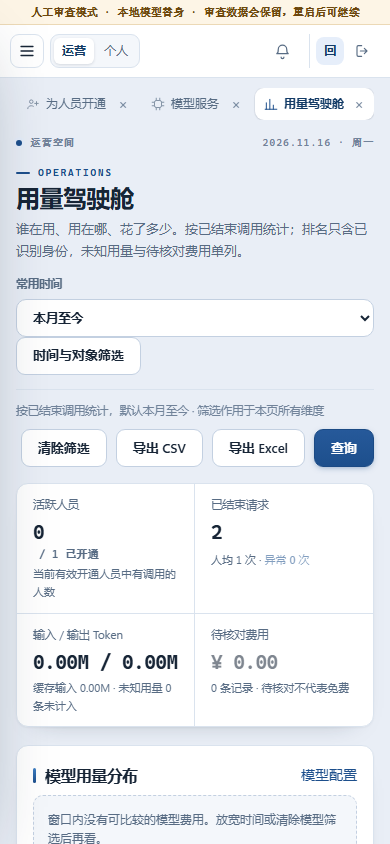 人工审查模式 · 本地模型替身 · 审查数据会保留，重启后可继续
运营 个人 回
为人员开通 × 模型服务 × 用量驾驶舱 ×
运营空间 2026.11.16 · 周一
OPERATIONS
用量驾驶舱
谁在用、用在哪、花了多少。按已结束调用统计；排名只含已
识别身份，未知用量与待核对费用单列。
常用时间
本月至今
时间与对象筛选
按已结束调用统计，默认本月至今 · 筛选作用于本页所有维度
清除筛选 导出 CSV 导出 Excel 查询
活跃人员
0
/ 1 已开通
当前有效开通人员中有调用的
人数
已结束请求
2
人均 1 次 · 异常 0 次
输入 / 输出 Token
0.00M / 0.00M
缓存输入 0.00M · 未知用量 0
条未计入
待核对费用
¥ 0.00
0 条记录 · 待核对不代表免费
模型用量分布 模型配置
窗口内没有可比较的模型费用。放宽时间或清除模型筛
选后再看。